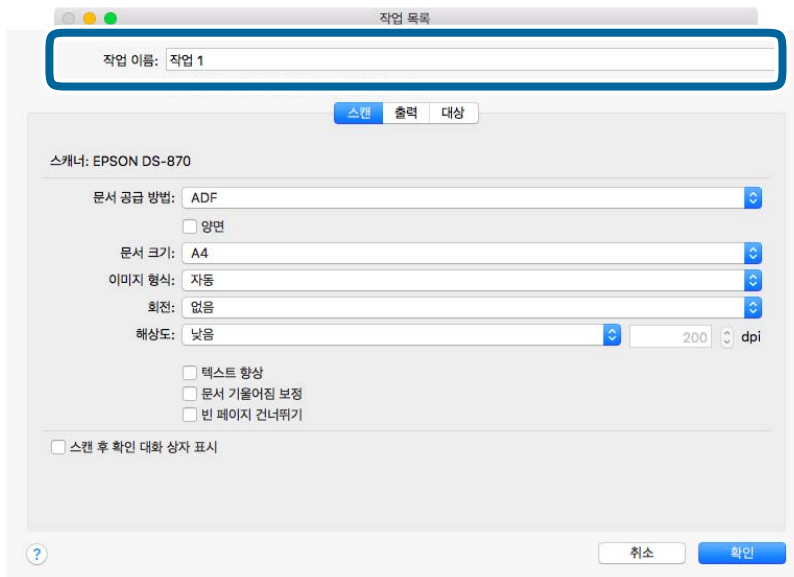 작업 목록
작업 이름: 작업 1
스캔 출력 대상
스캐너: EPSON DS-870
문서 공급 방법: ADF
양면
문서 크기: A4
이미지 형식: 자동
회전: 없음
해상도: 낮음 200 dpi
텍스트 향상
문서 기울어짐 보정
빈 페이지 건너뛰기
스캔 후 확인 대화 상자 표시
? 취소 확인